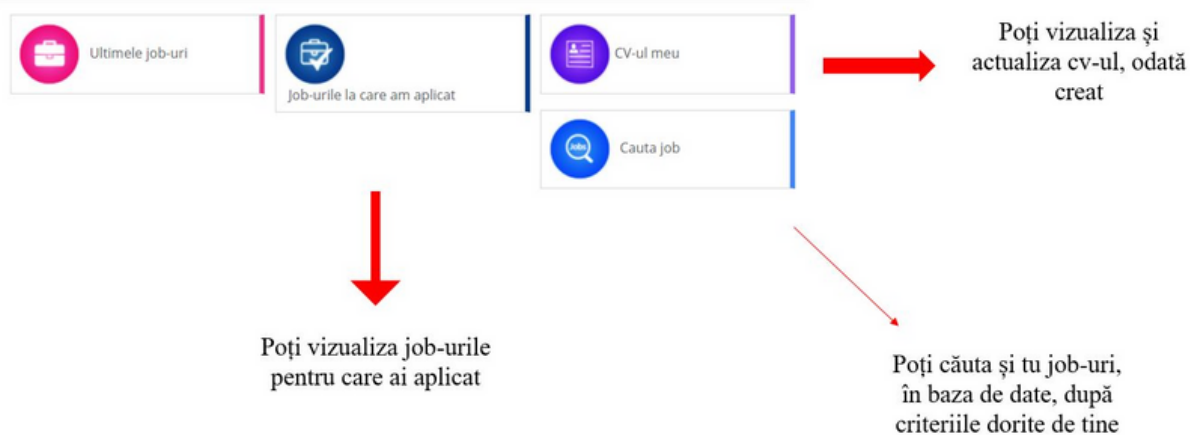 Ultimele job-uri
Job-urile la care am aplicat
CV-ul meu
Poți vizualiza și
actualiza cv-ul, odată
creat
Jobs
Cauta job
Poți vizualiza job-urile
pentru care ai aplicat
Poți căuta și tu job-uri,
în baza de date, după
criteriile dorite de tine